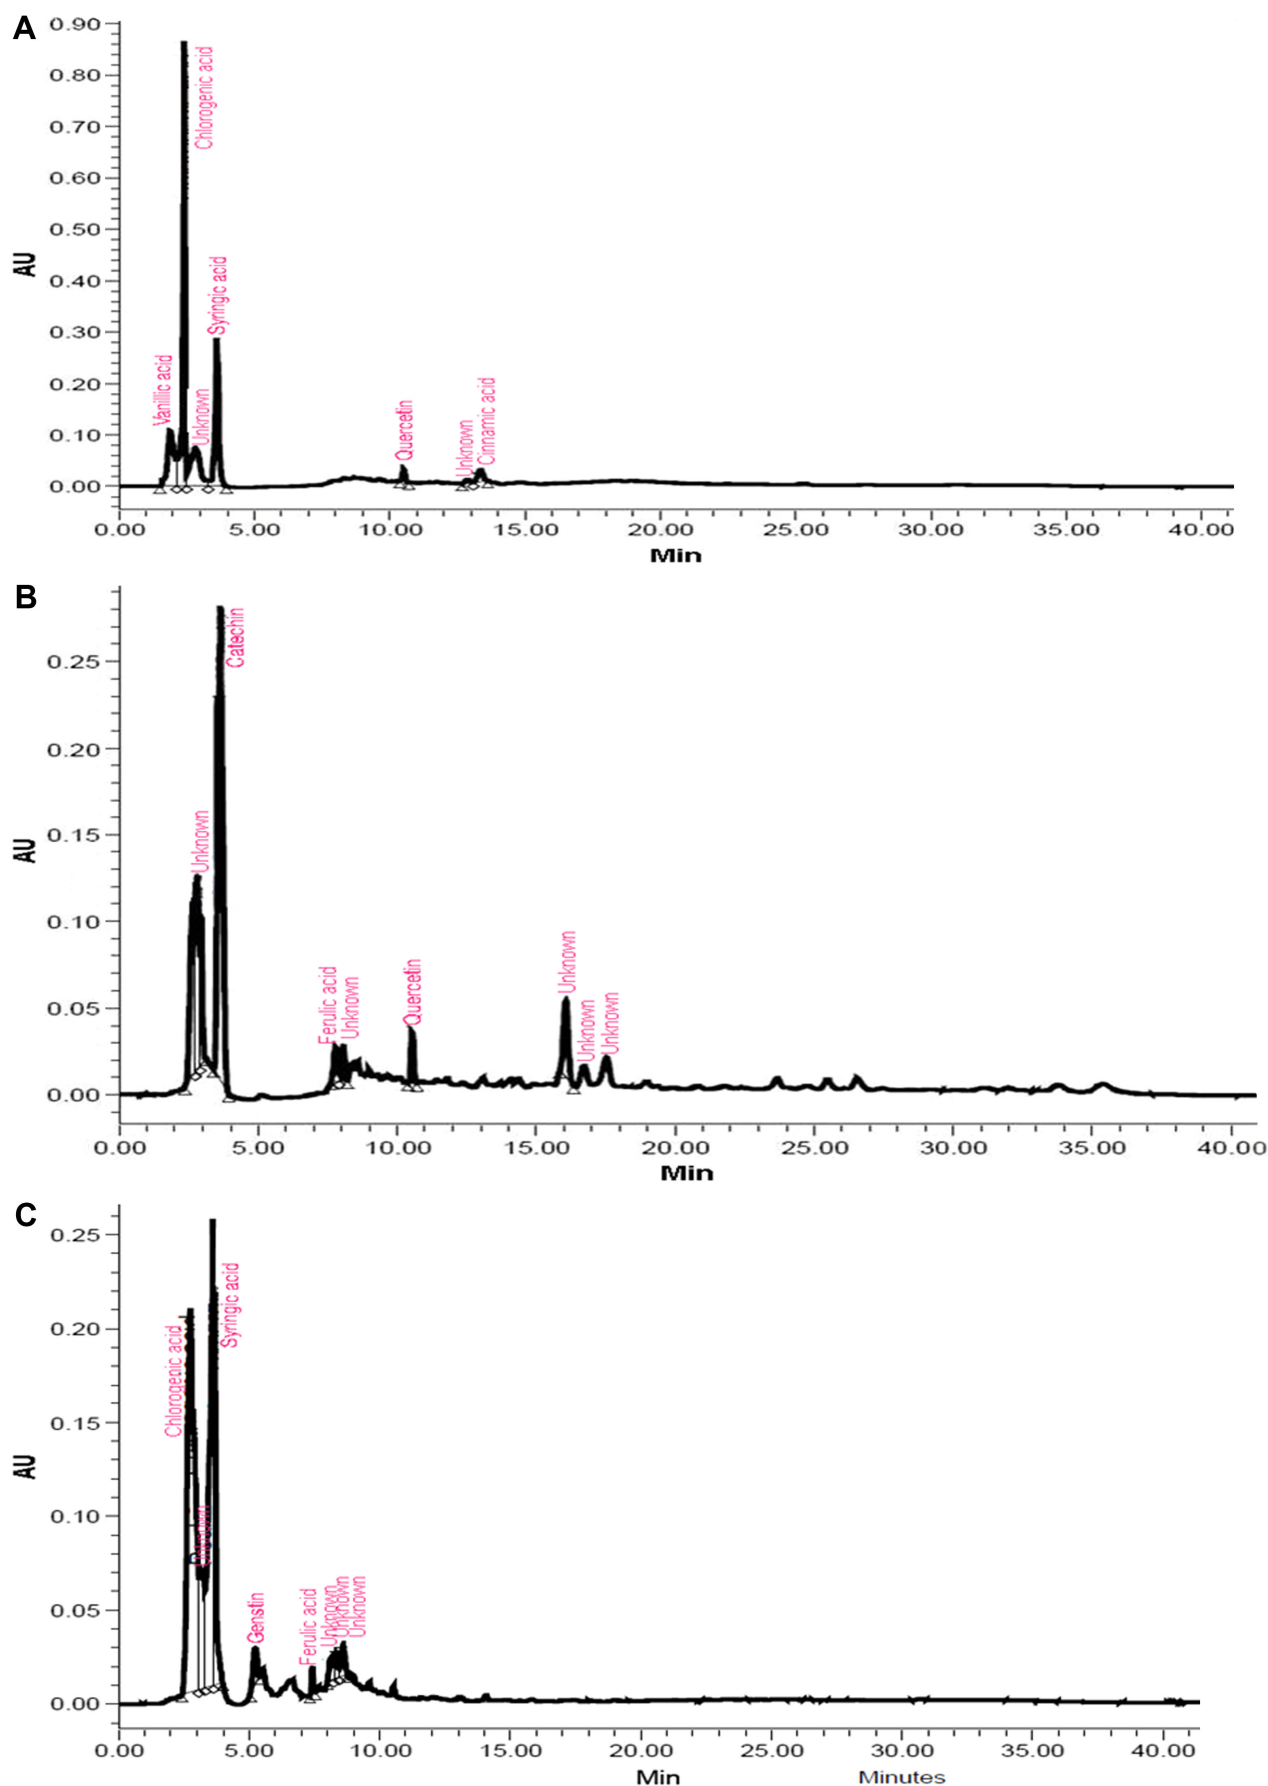 A
0.90
0.80
0.70
0.60
0.50
0.40
0.30
0.20
0.10
0.00
AU
Vanillic acid
Chlorogenic acid
Unknown
Syringic acid
Quercetin
Unknown
Cinnamic acid
0.00 5.00 10.00 15.00 20.00 25.00 30.00 35.00 40.00
Min
B
0.25
0.20
0.15
0.10
0.05
0.00
AU
Unknown
Catechin
Ferulic acid
Unknown
Quercetin
Unknown
Unknown
Unknown
0.00 5.00 10.00 15.00 20.00 25.00 30.00 35.00 40.00
Min
C
0.25
0.20
0.15
0.10
0.05
0.00
AU
Chlorogenic acid
Unknown
Syringic acid
Genstin
Ferulic acid
Unknown
Unknown
Unknown
0.00 5.00 10.00 15.00 20.00 25.00 30.00 35.00 40.00
Min Minutes